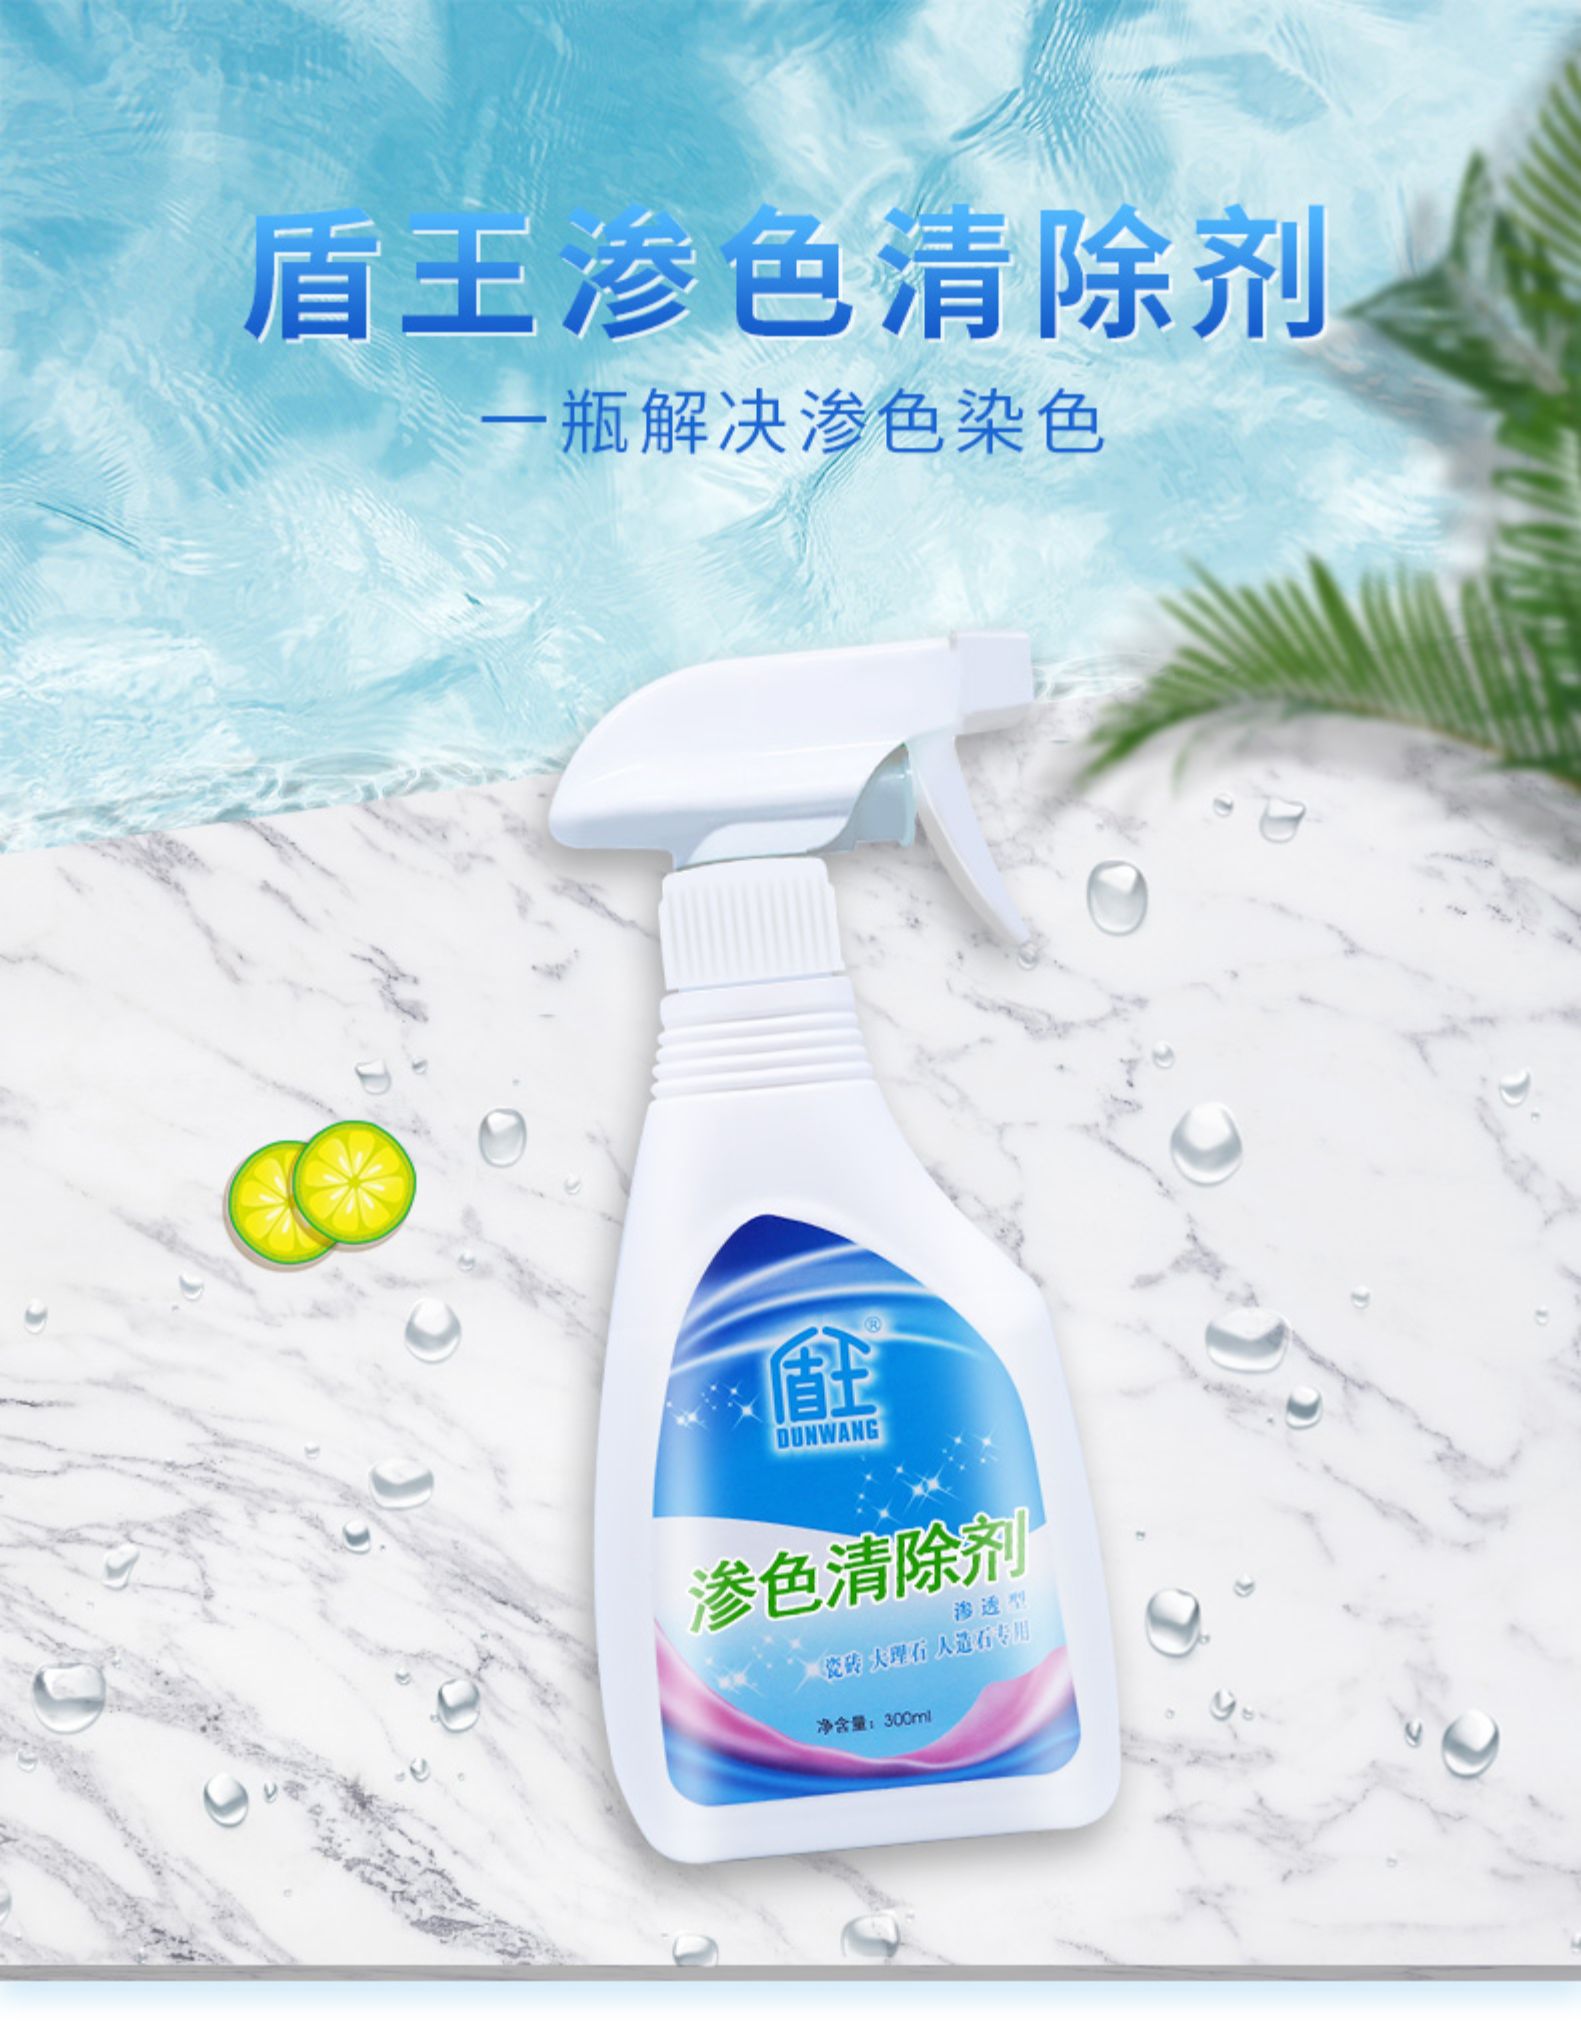 盾王渗色清除剂
一瓶解决渗色染色
盾王®
DUNWANG
渗色清除剂
渗透型
瓷砖 大理石 人造石专用
净含量：300ml